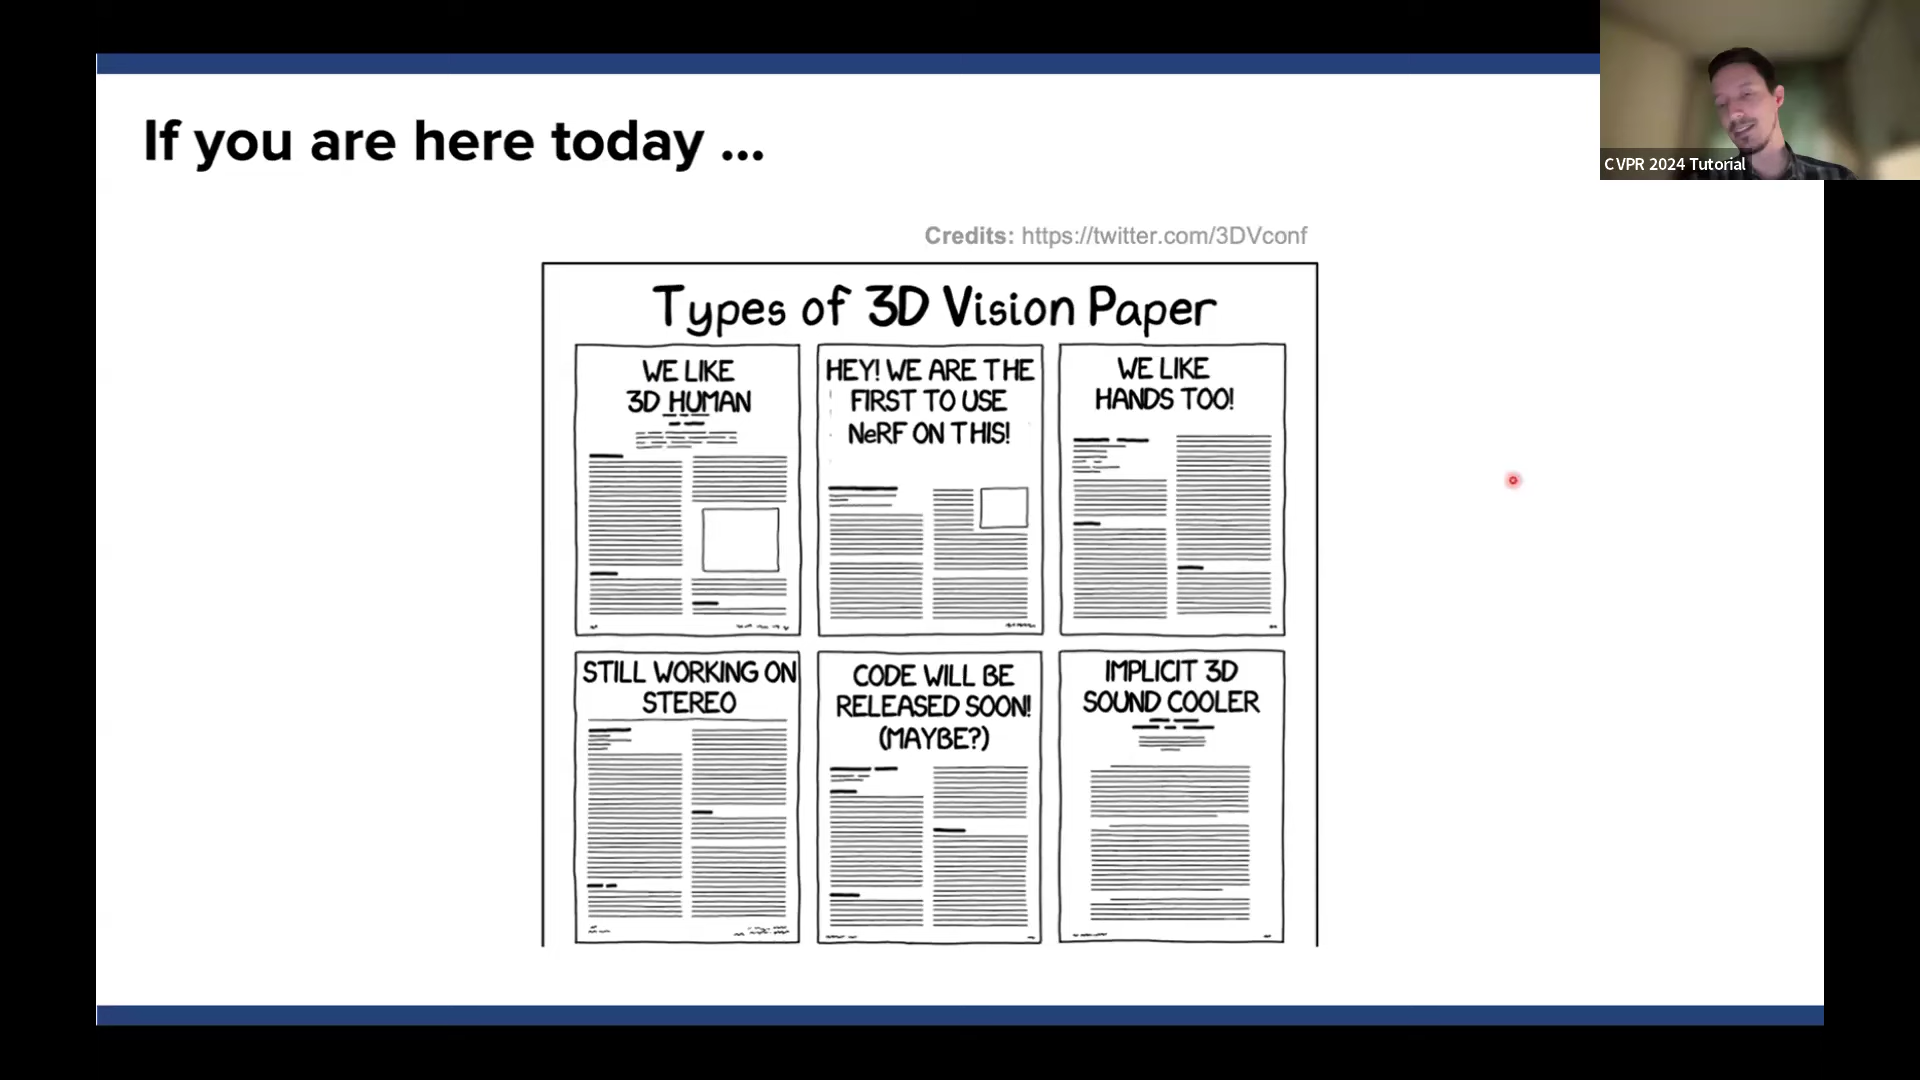 If you are here today ...
CVPR 2024 Tutorial
Credits: https://twitter.com/3DVconf
Types of 3D Vision Paper
WE LIKE
3D HUMAN
HEY! WE ARE THE
FIRST TO USE
NeRF ON THIS!
WE LIKE
HANDS TOO!
STILL WORKING ON
STEREO
CODE WILL BE
RELEASED SOON!
(MAYBE?)
IMPLICIT 3D
SOUND COOLER